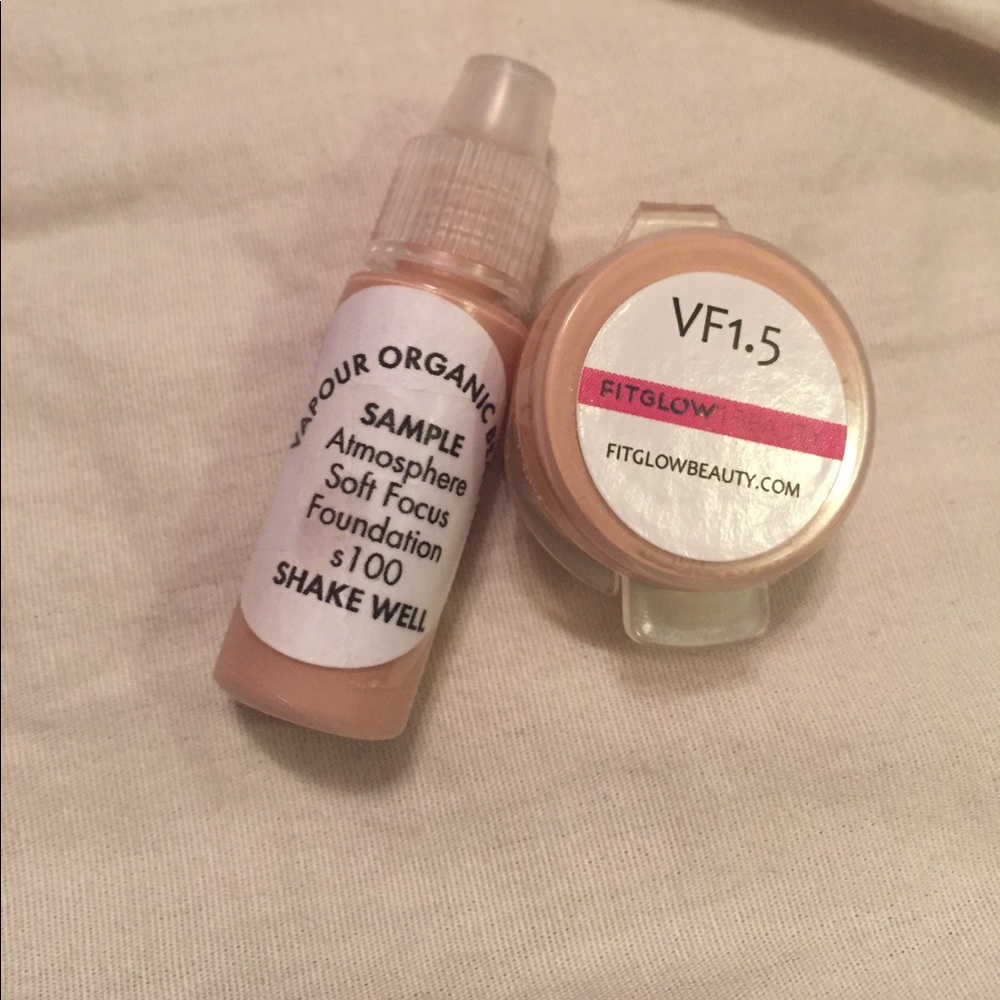 VAPOUR ORGANIC
SAMPLE
Atmosphere
Soft Focus
Foundation
s100
SHAKE WELL
VF1.5
FITGLOW
FITGLOWBEAUTY.COM